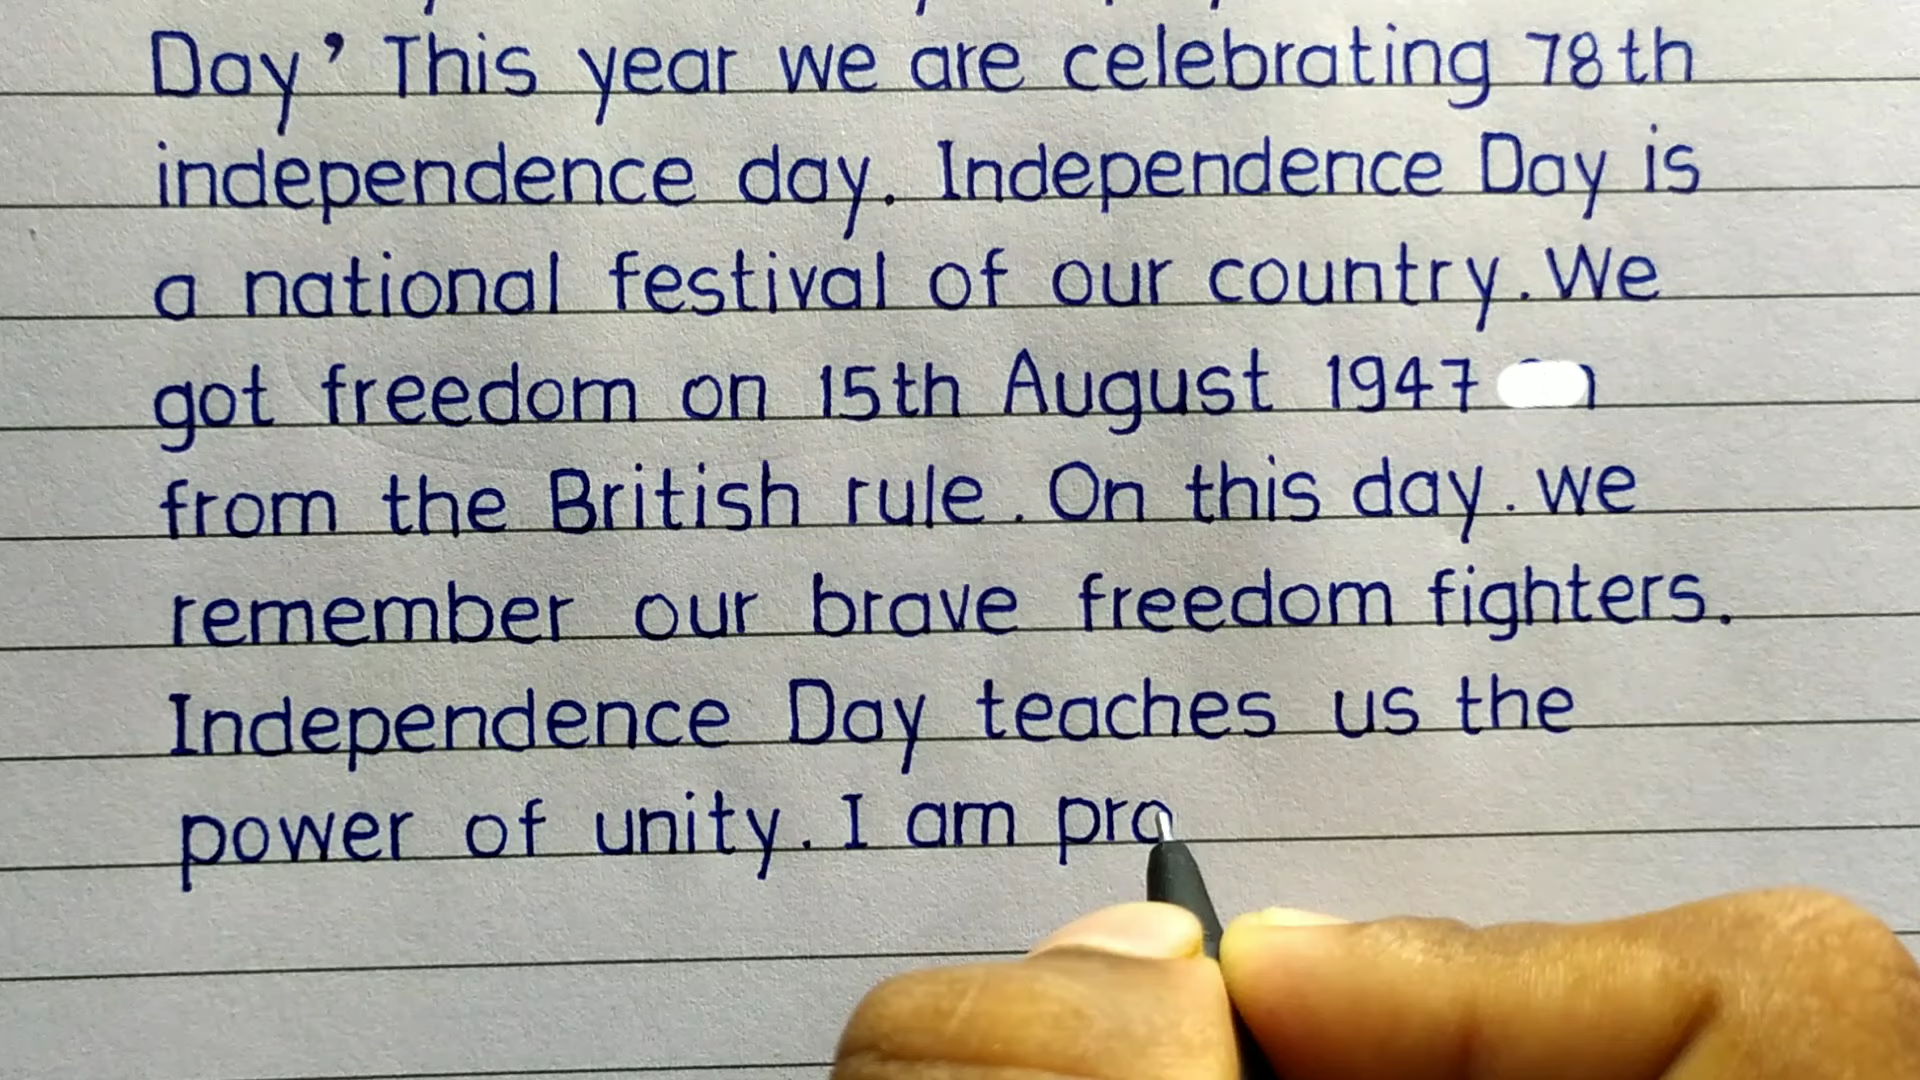 Day’ This year we are celebrating 78th
independence day. Independence Day is
a national festival of our country. We
got freedom on 15th August 1947
from the British rule. On this day. we
remember our brave freedom fighters.
Independence Day teaches us the
power of unity. I am pro